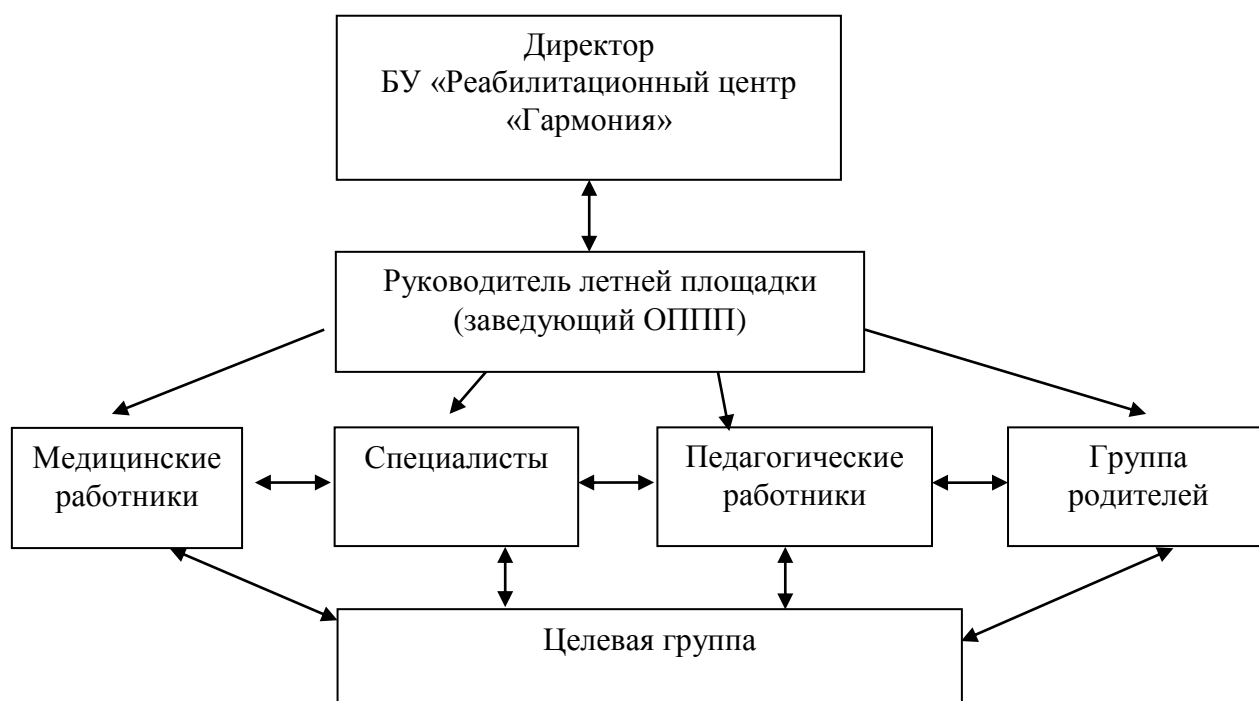 Директор
БУ «Реабилитационный центр
«Гармония»
Руководитель летней площадки
(заведующий ОППП)
Медицинские
работники
Специалисты
Педагогические
работники
Группа
родителей
Целевая группа